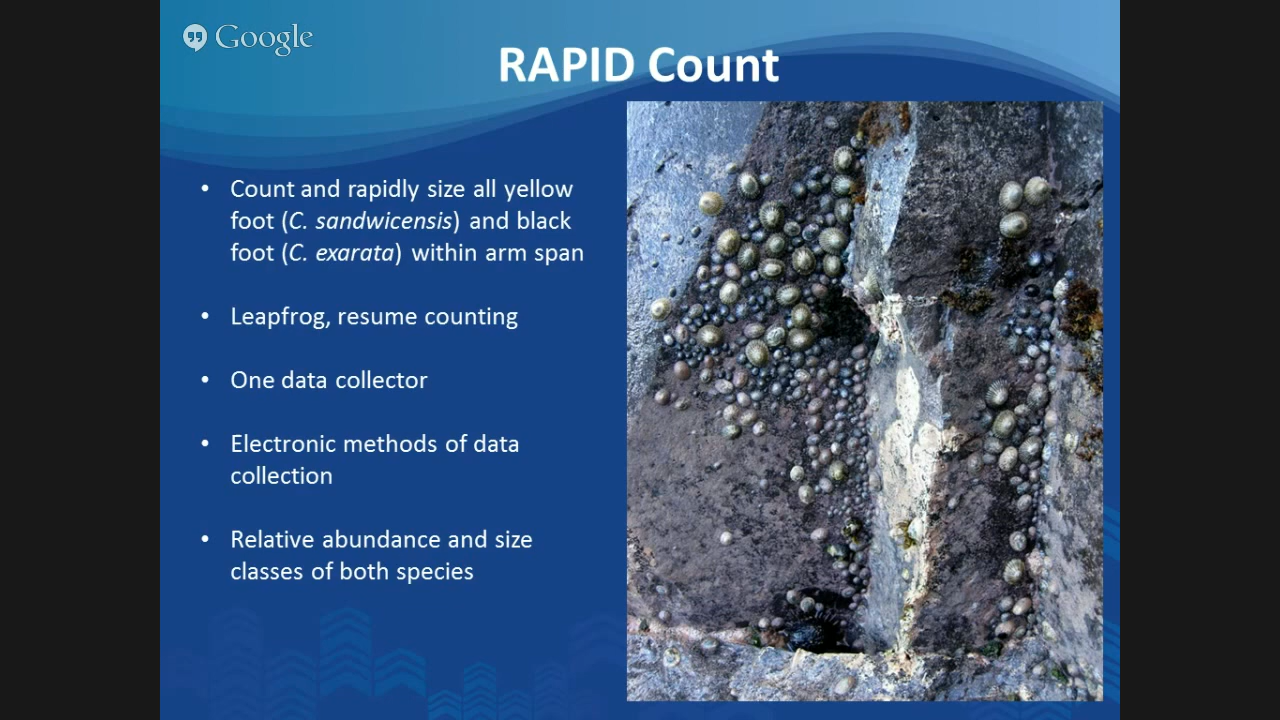 Google
RAPID Count
• Count and rapidly size all yellow
foot (C. sandwicensis) and black
foot (C. exarata) within arm span
• Leapfrog, resume counting
• One data collector
• Electronic methods of data
collection
• Relative abundance and size
classes of both species